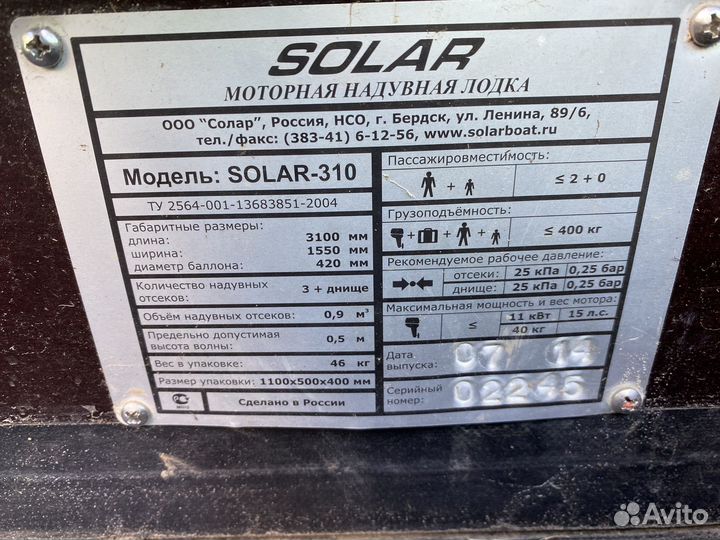 SOLAR
МОТОРНАЯ НАДУВНАЯ ЛОДКА
ООО "Солар", Россия, НСО, г. Бердск, ул. Ленина, 89/6,
тел./факс: (383-41) 6-12-56, www.solarboat.ru
Модель: SOLAR-310
ТУ 2564-001-13683851-2004
Габаритные размеры:
длина: 3100 мм
ширина: 1550 мм
диаметр баллона: 420 мм
Количество надувных
отсеков: 3 + днище
Объём надувных отсеков: 0,9 м³
Предельно допустимая
высота волны: 0,5 м
Вес в упаковке: 46 кг
Размер упаковки: 1100х500х400 мм
Сделано в России
Пассажировместимость:
+ ≤ 2 + 0
Грузоподъёмность:
+ + + ≤ 400 кг
Рекомендуемое рабочее давление:
отсеки: 25 кПа 0,25 бар
днище: 25 кПа 0,25 бар
Максимальная мощность и вес мотора:
≤ 11 кВт 15 л.с.
40 кг
Дата
выпуска: 07 14
Серийный
номер: 02245
Avito